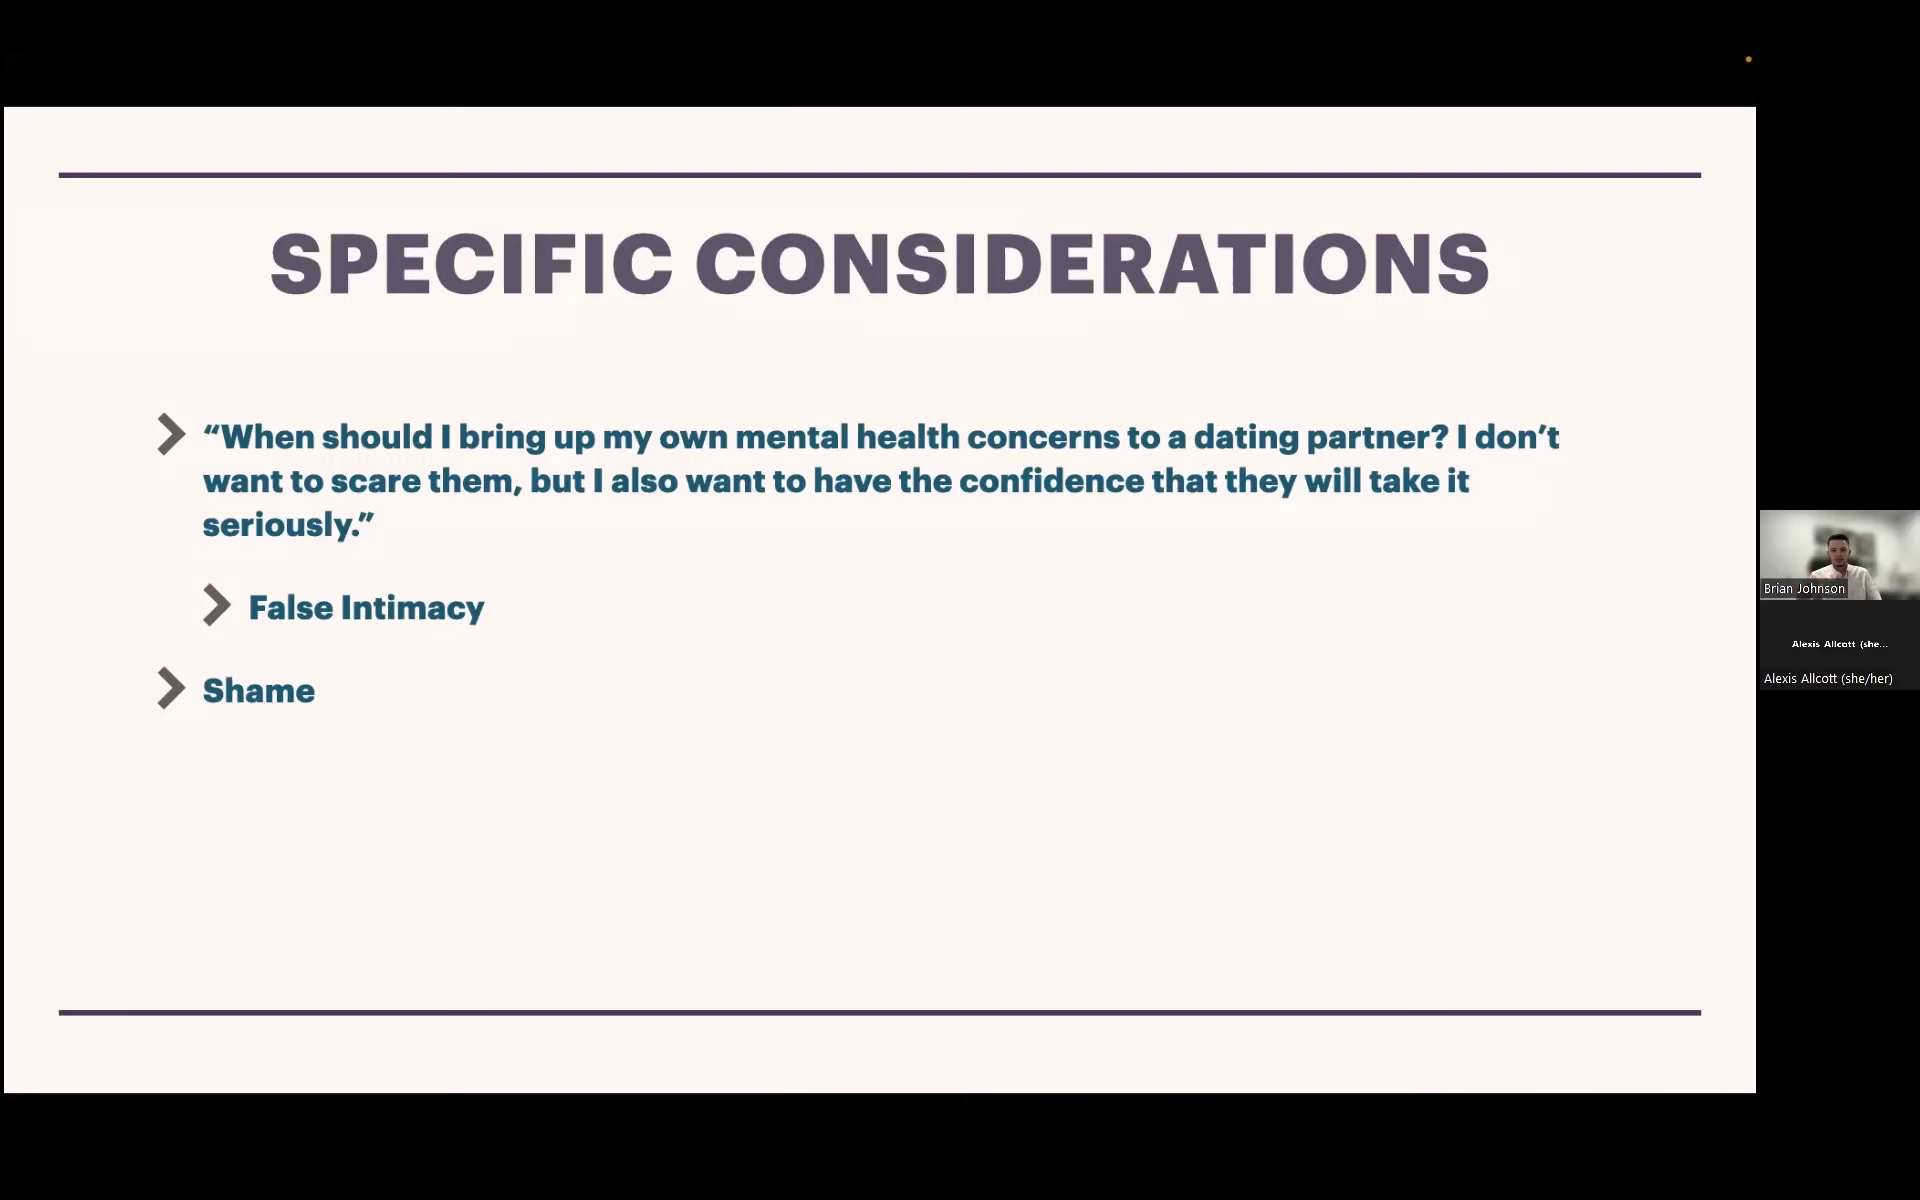 SPECIFIC CONSIDERATIONS
“When should I bring up my own mental health concerns to a dating partner? I don’t
want to scare them, but I also want to have the confidence that they will take it
seriously.”
False Intimacy
Shame
Brian Johnson
Alexis Allcott (she...
Alexis Allcott (she/her)